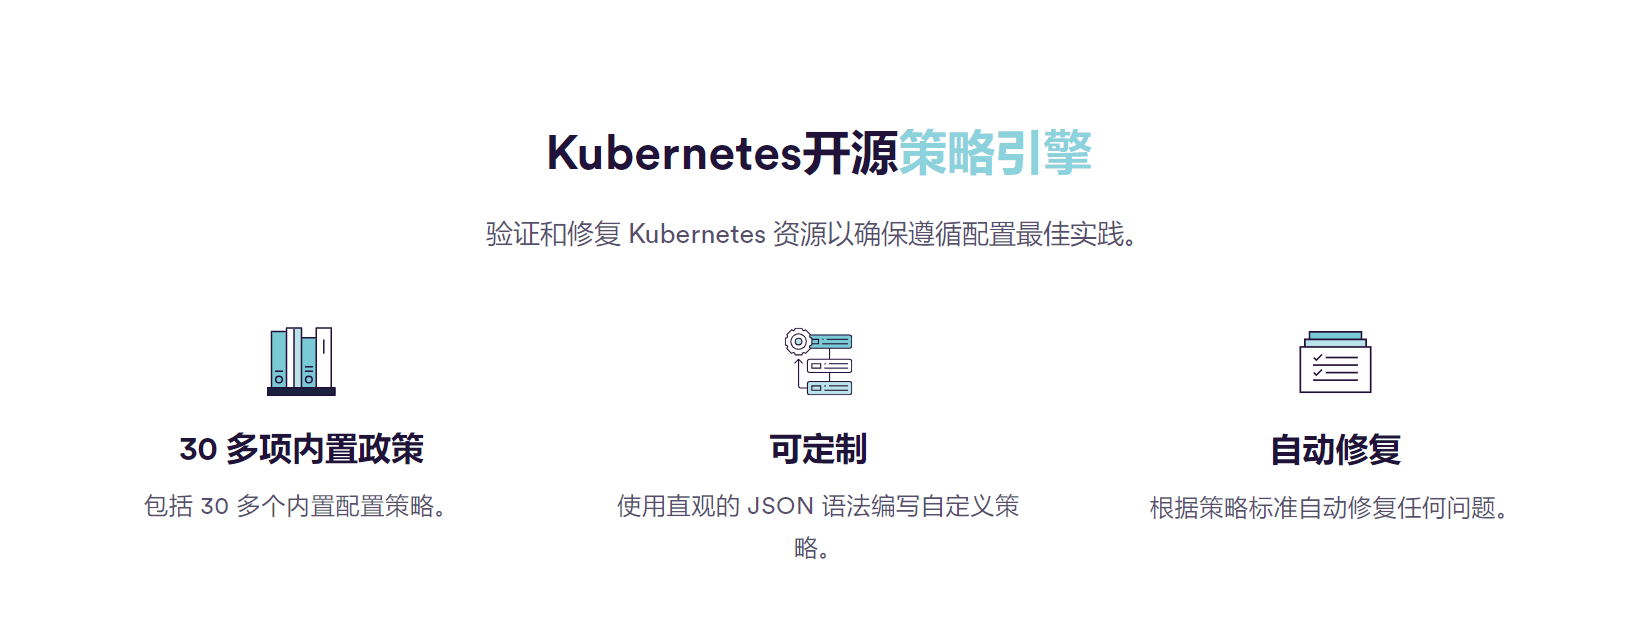 Kubernetes开源策略引擎
验证和修复 Kubernetes 资源以确保遵循配置最佳实践。
30 多项内置政策
包括 30 多个内置配置策略。
可定制
使用直观的 JSON 语法编写自定义策
略。
自动修复
根据策略标准自动修复任何问题。